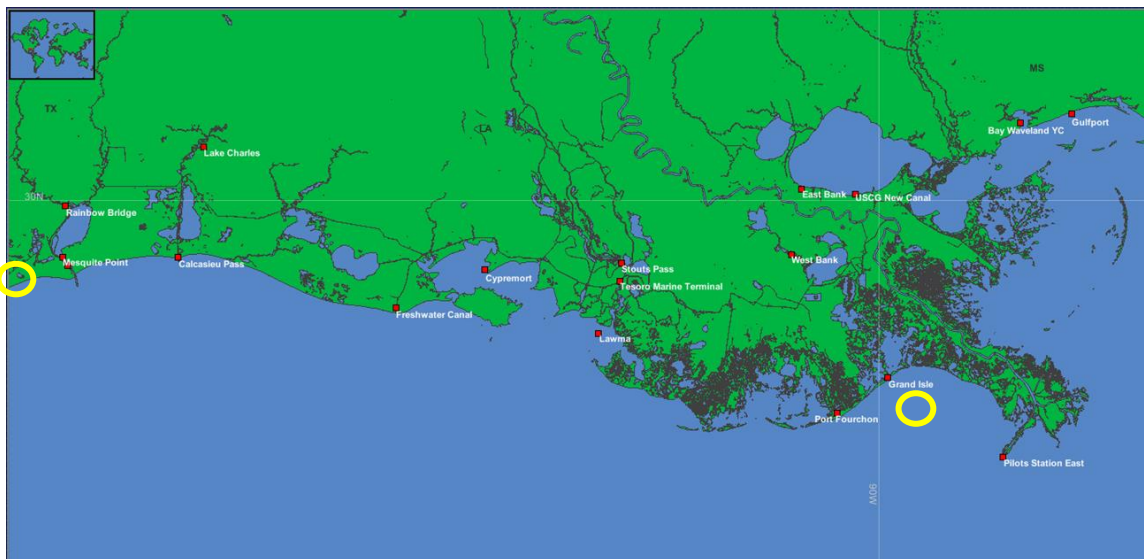 MS
TX
Gulfport
Bay Waveland YC
LA
Lake Charles
30N
East Bank
USCG New Canal
Rainbow Bridge
Mesquite Point
Calcasieu Pass
West Bank
Stouts Pass
Cypremort
Tesoro Marine Terminal
Freshwater Canal
Lawma
Grand Isle
Port Fourchon
Pilots Station East
90W